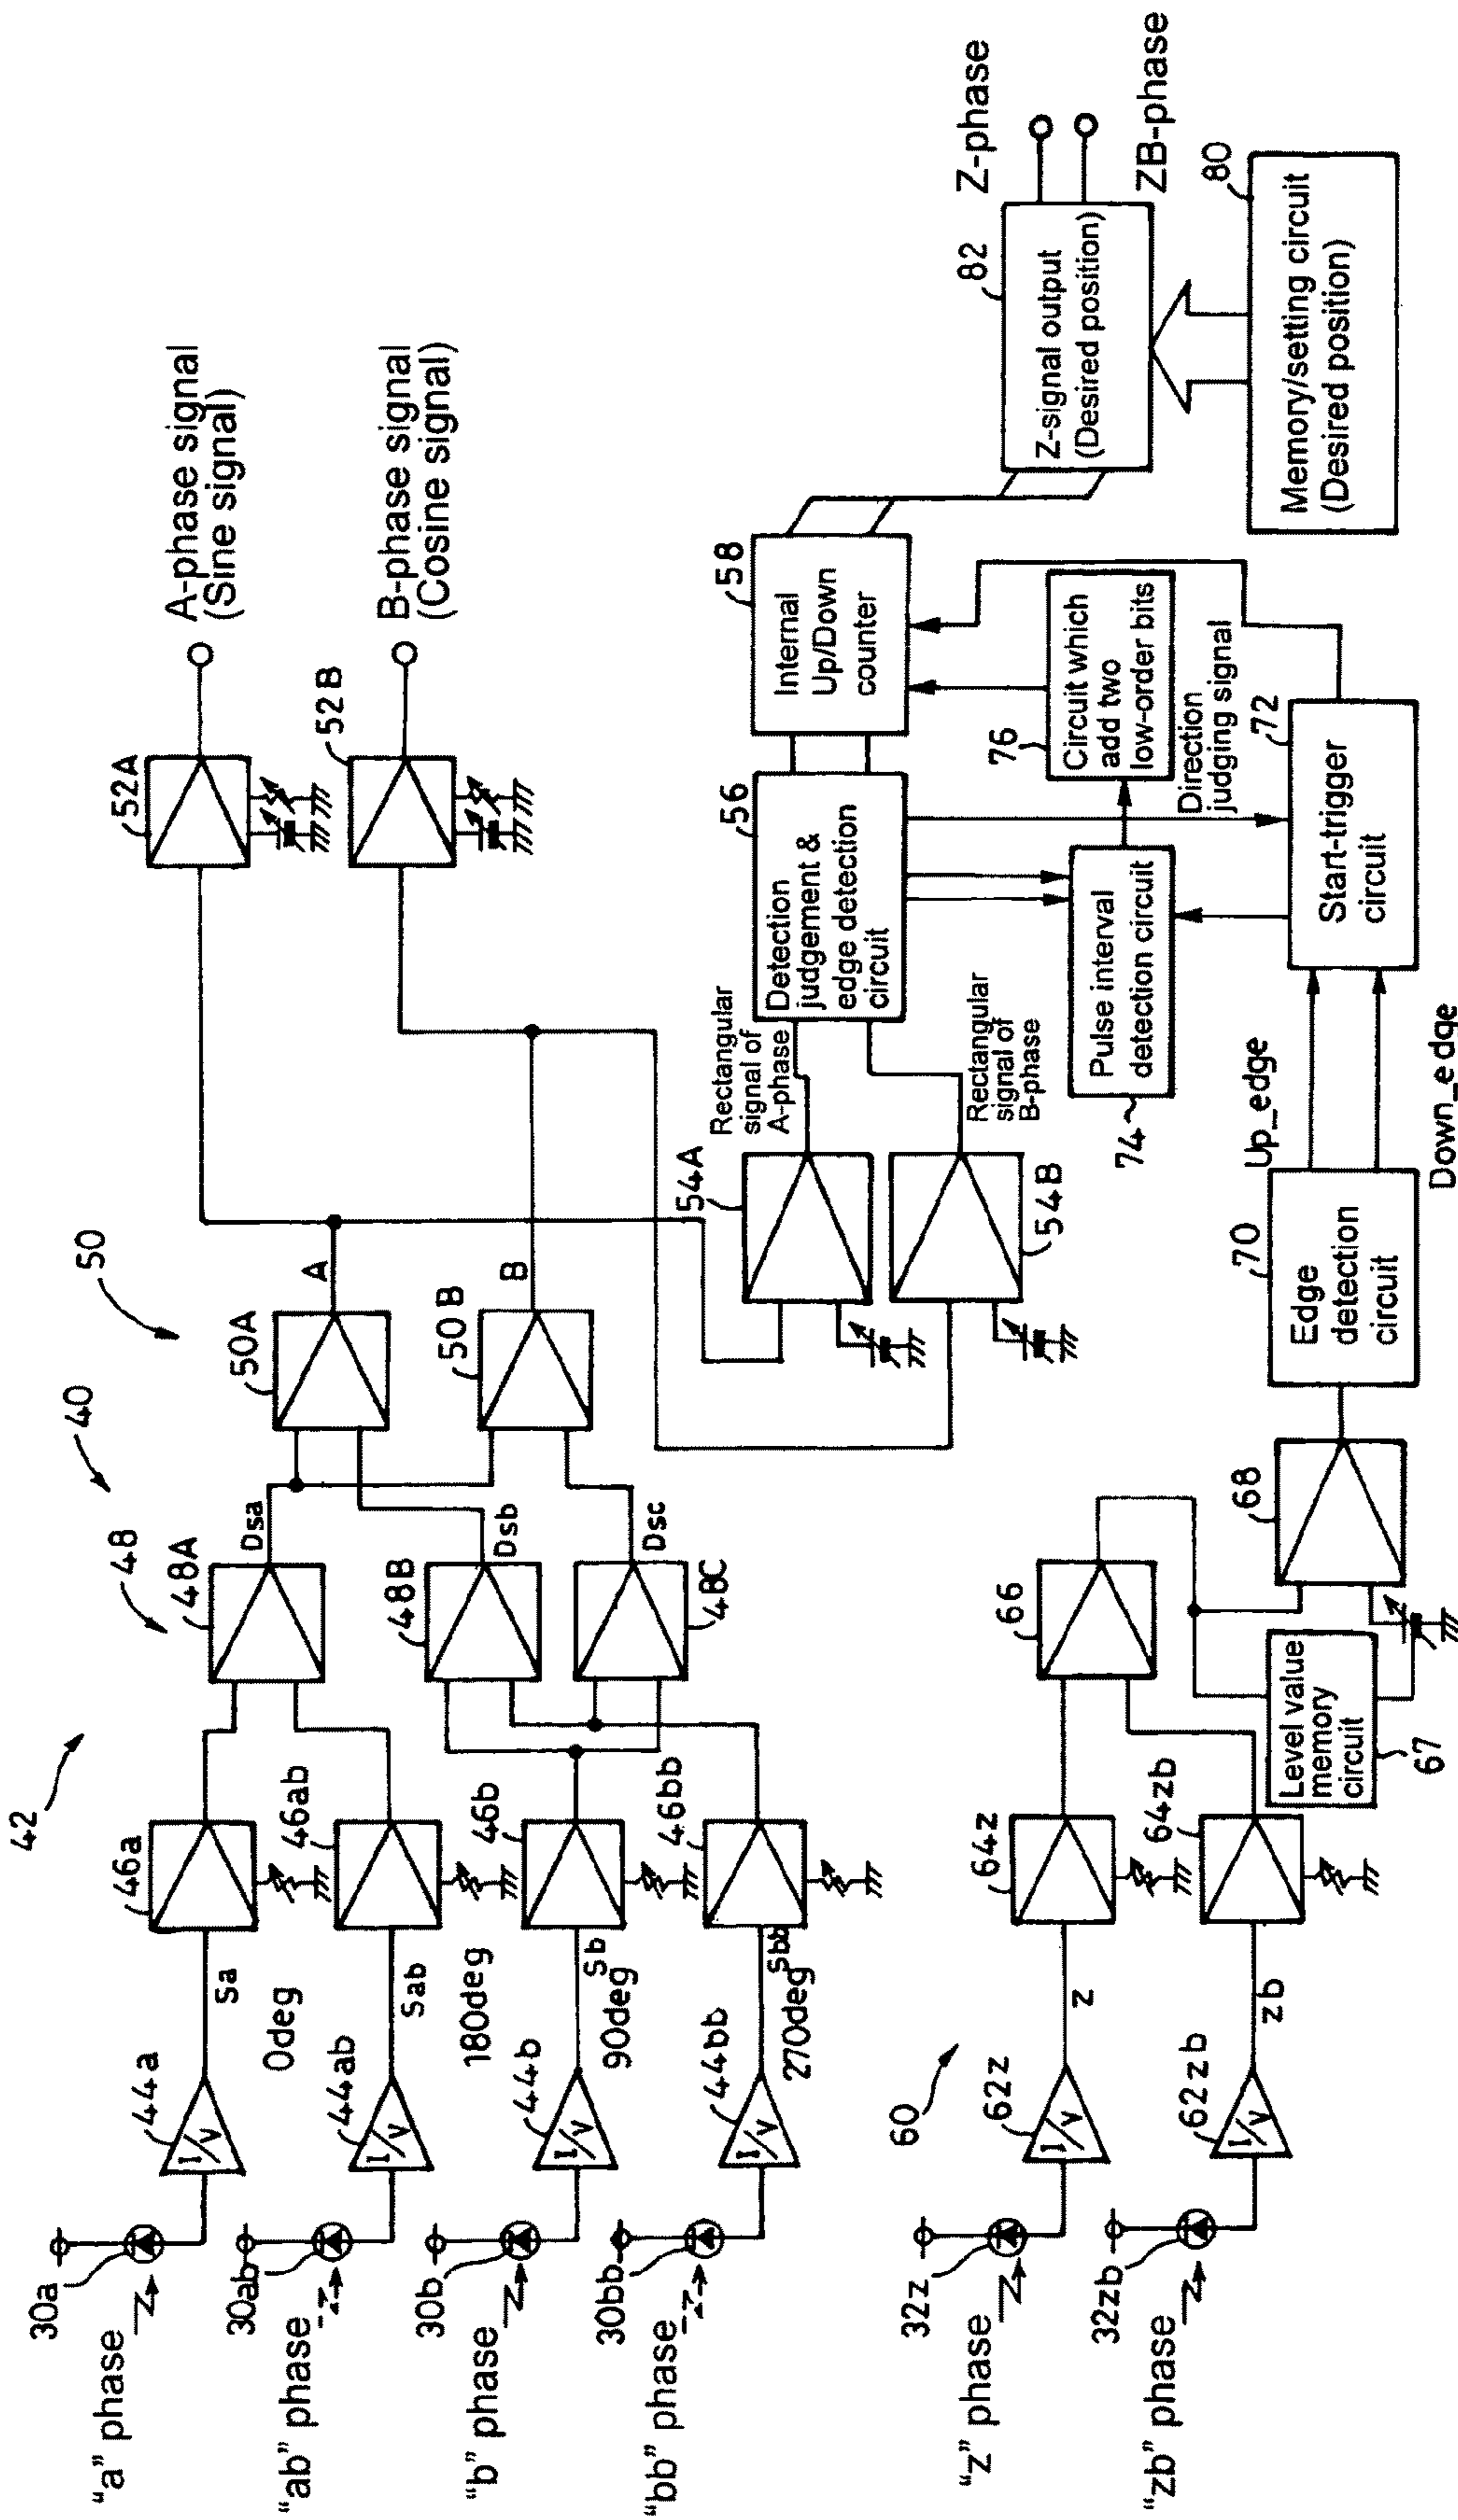 "a" phase
30a
44a
Sa
0deg
46a
42
"ab" phase
30ab
44ab
Sab
180deg
46ab
"b" phase
30b
44b
Sb
90deg
46b
"bb" phase
30bb
44bb
Sbb
270deg
46bb
I/V
I/V
I/V
I/V
48
48A
Dsa
48B
Dsb
48C
Dsc
40
50
50A
A
50B
B
52A
A-phase signal
(Sine signal)
52B
B-phase signal
(Cosine signal)
54A
Rectangular
signal of
A-phase
54B
Rectangular
signal of
B-phase
56
Detection
judgement &
edge detection
circuit
58
Internal
Up/Down
counter
74
Pulse interval
detection circuit
76
Circuit which
add two
low-order bits
Direction
judging signal
82
Z-signal output
(Desired position)
Z-phase
ZB-phase
80
Memory/setting circuit
(Desired position)
60
"z" phase
32z
62z
I/V
z
64z
"zb" phase
32zb
62zb
I/V
zb
64zb
66
Level value
memory
circuit
67
68
70
Edge
detection
circuit
Up_edge
Down_edge
72
Start-trigger
circuit